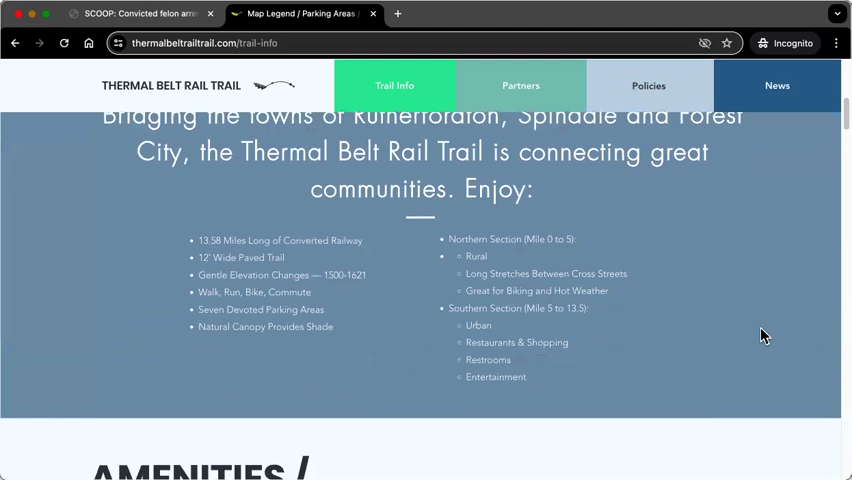 SCOOP: Convicted felon arre
Map Legend / Parking Areas /
thermalbeltrailtrail.com/trail-info
Incognito
THERMAL BELT RAIL TRAIL
Trail Info
Partners
Policies
News
Bridging the towns of Rutherfordton, Spindale and Forest
City, the Thermal Belt Rail Trail is connecting great
communities. Enjoy:
13.58 Miles Long of Converted Railway
12' Wide Paved Trail
Gentle Elevation Changes — 1500-1621
Walk, Run, Bike, Commute
Seven Devoted Parking Areas
Natural Canopy Provides Shade
Northern Section (Mile 0 to 5):
Rural
Long Stretches Between Cross Streets
Great for Biking and Hot Weather
Southern Section (Mile 5 to 13.5):
Urban
Restaurants & Shopping
Restrooms
Entertainment
AMENITIES /